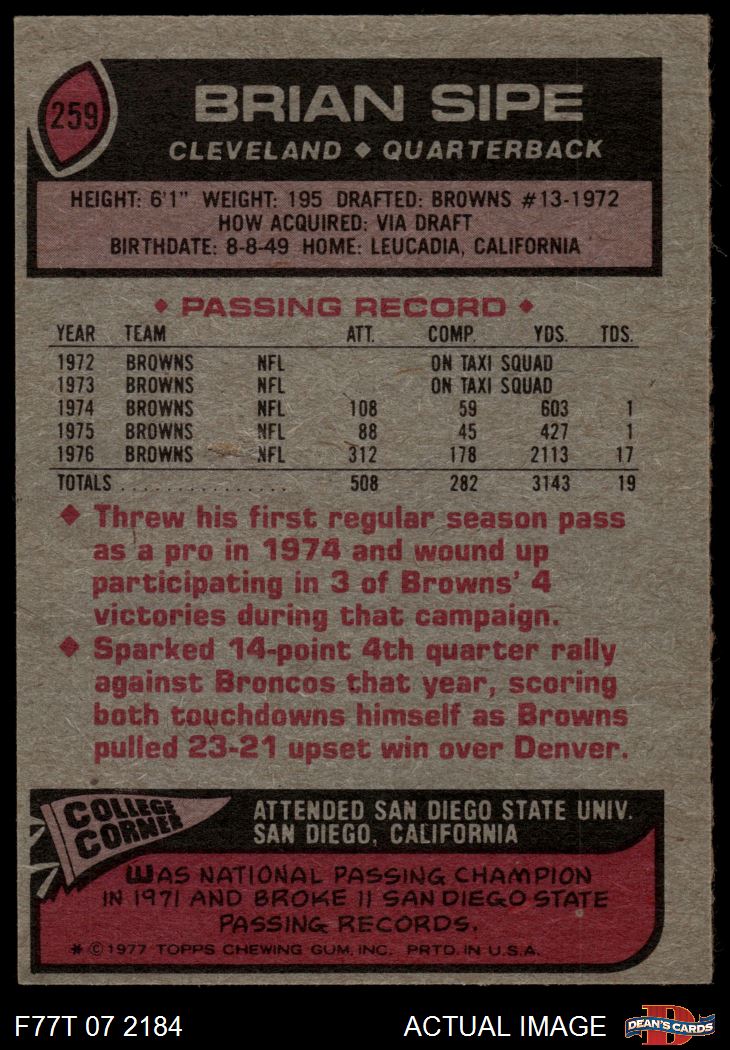 259
BRIAN SIPE
CLEVELAND ♦ QUARTERBACK
HEIGHT: 6'1" WEIGHT: 195 DRAFTED: BROWNS #13-1972
HOW ACQUIRED: VIA DRAFT
BIRTHDATE: 8-8-49 HOME: LEUCADIA, CALIFORNIA
♦ PASSING RECORD ♦
YEAR TEAM ATT. COMP. YDS. TDS.
1972 BROWNS NFL ON TAXI SQUAD
1973 BROWNS NFL ON TAXI SQUAD
1974 BROWNS NFL 108 59 603 1
1975 BROWNS NFL 88 45 427 1
1976 BROWNS NFL 312 178 2113 17
TOTALS . . . . . . . . . . . . . . . . 508 282 3143 19
♦ Threw his first regular season pass
as a pro in 1974 and wound up
participating in 3 of Browns' 4
victories during that campaign.
♦ Sparked 14-point 4th quarter rally
against Broncos that year, scoring
both touchdowns himself as Browns
pulled 23-21 upset win over Denver.
COLLEGE
CORNER
ATTENDED SAN DIEGO STATE UNIV.
SAN DIEGO, CALIFORNIA
WAS NATIONAL PASSING CHAMPION
IN 1971 AND BROKE 11 SAN DIEGO STATE
PASSING RECORDS.
* © 1977 TOPPS CHEWING GUM, INC. PRTD. IN U.S.A.
F77T 07 2184 ACTUAL IMAGE
D
DEAN'S CARDS